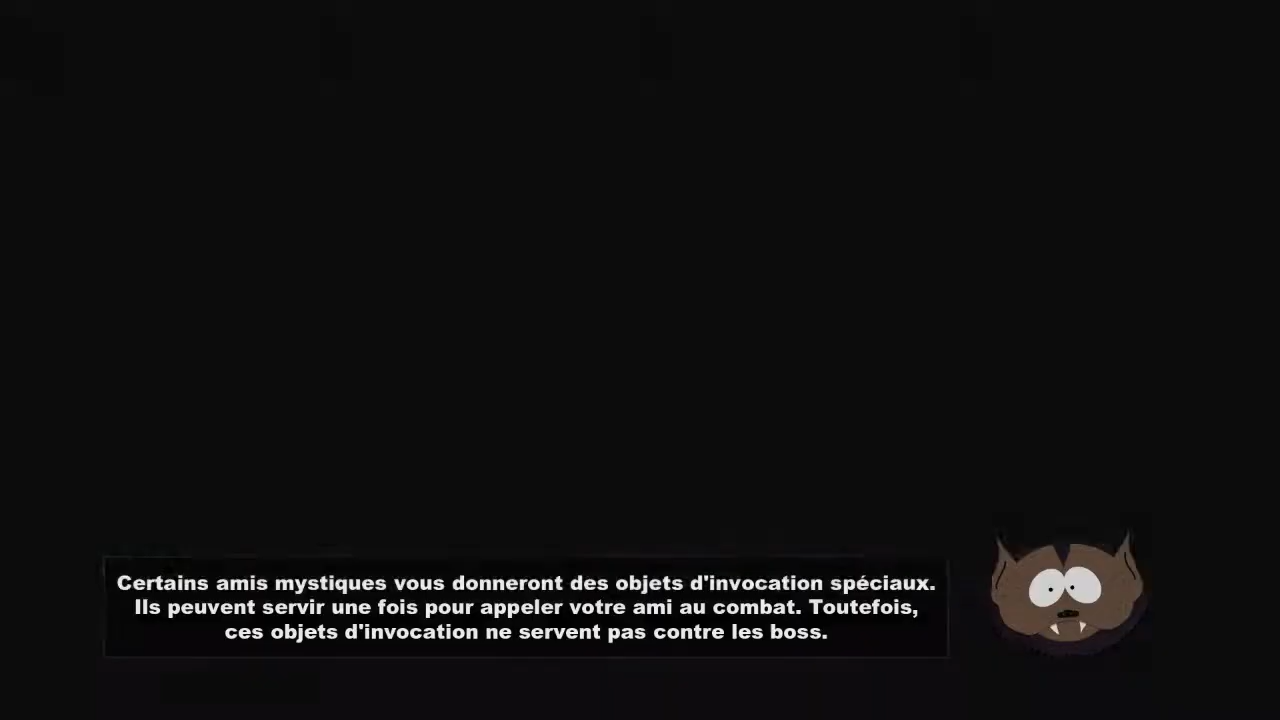 Certains amis mystiques vous donneront des objets d'invocation spéciaux.
Ils peuvent servir une fois pour appeler votre ami au combat. Toutefois,
ces objets d'invocation ne servent pas contre les boss.